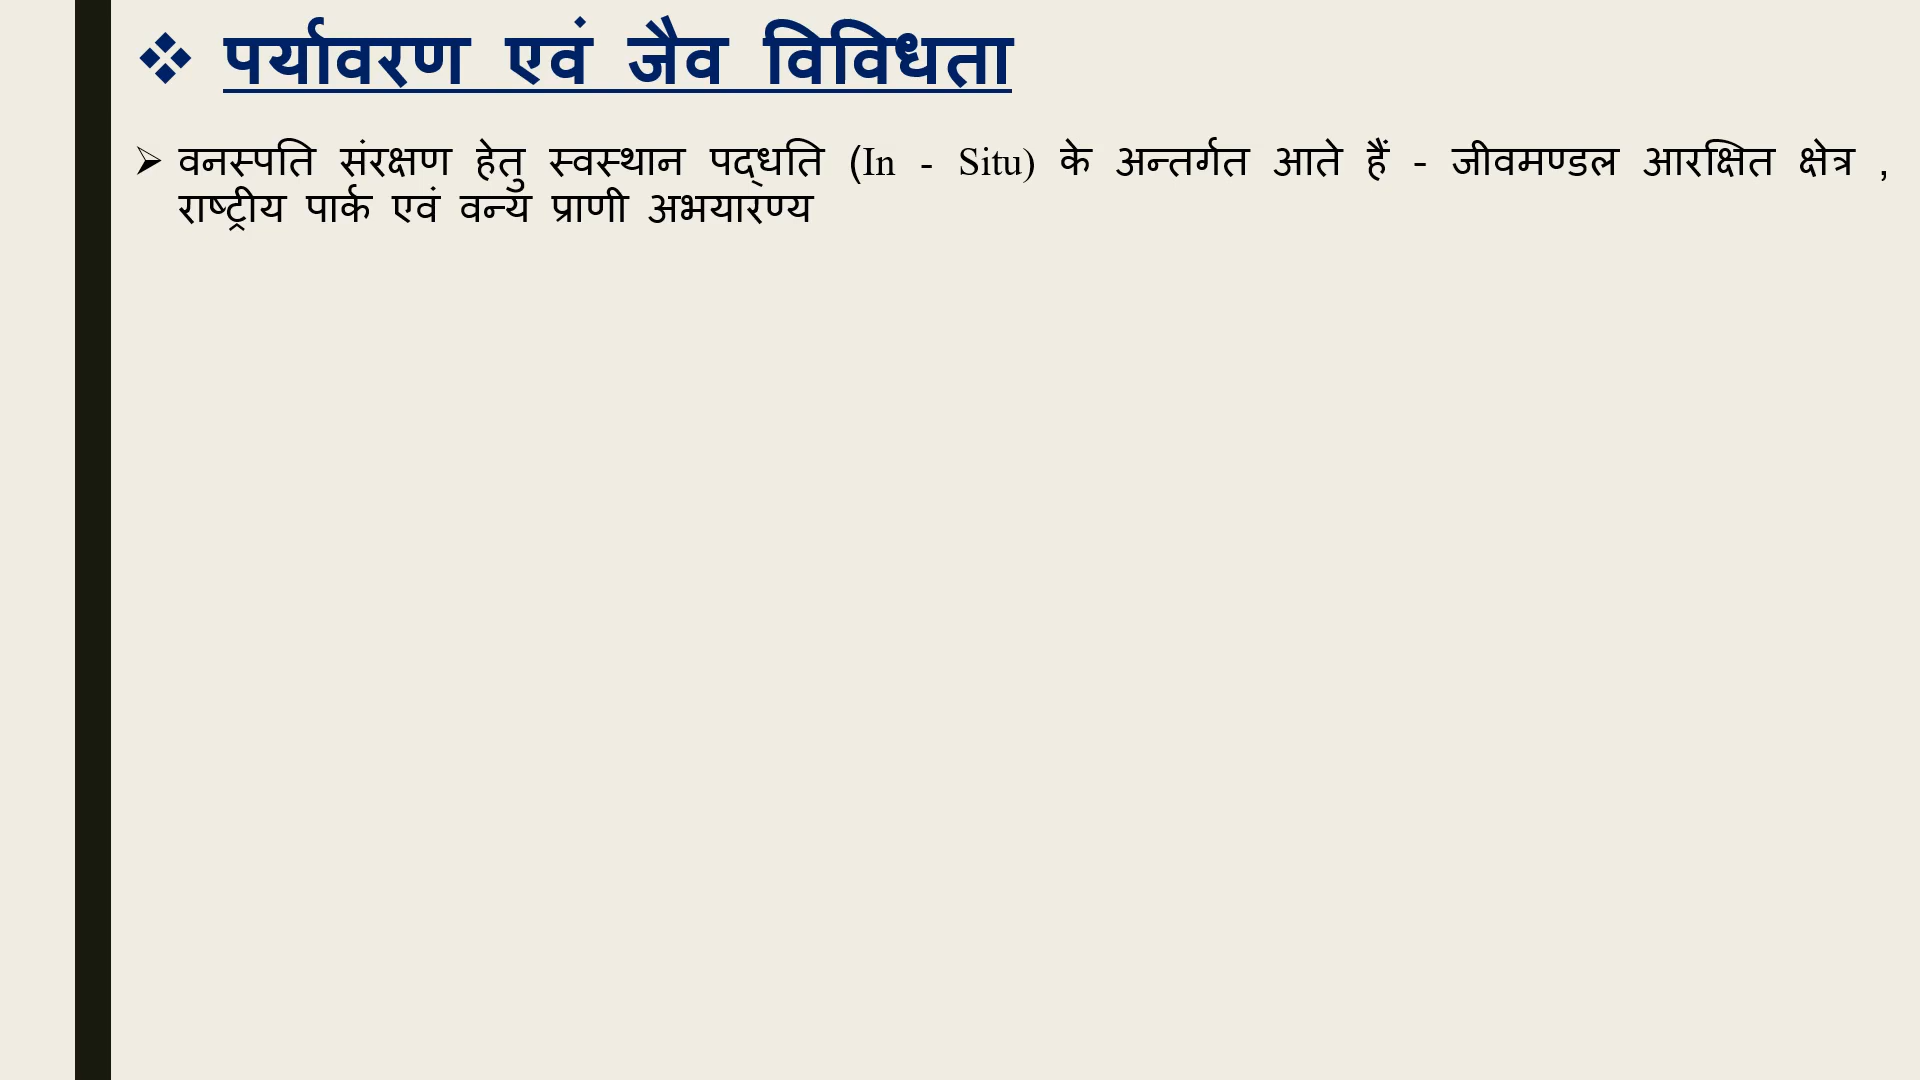 ❖ पर्यावरण एवं जैव विविधता
➢ वनस्पति संरक्षण हेतु स्वस्थान पद्धति (In - Situ) के अन्तर्गत आते हैं - जीवमण्डल आरक्षित क्षेत्र ,
राष्ट्रीय पार्क एवं वन्य प्राणी अभयारण्य